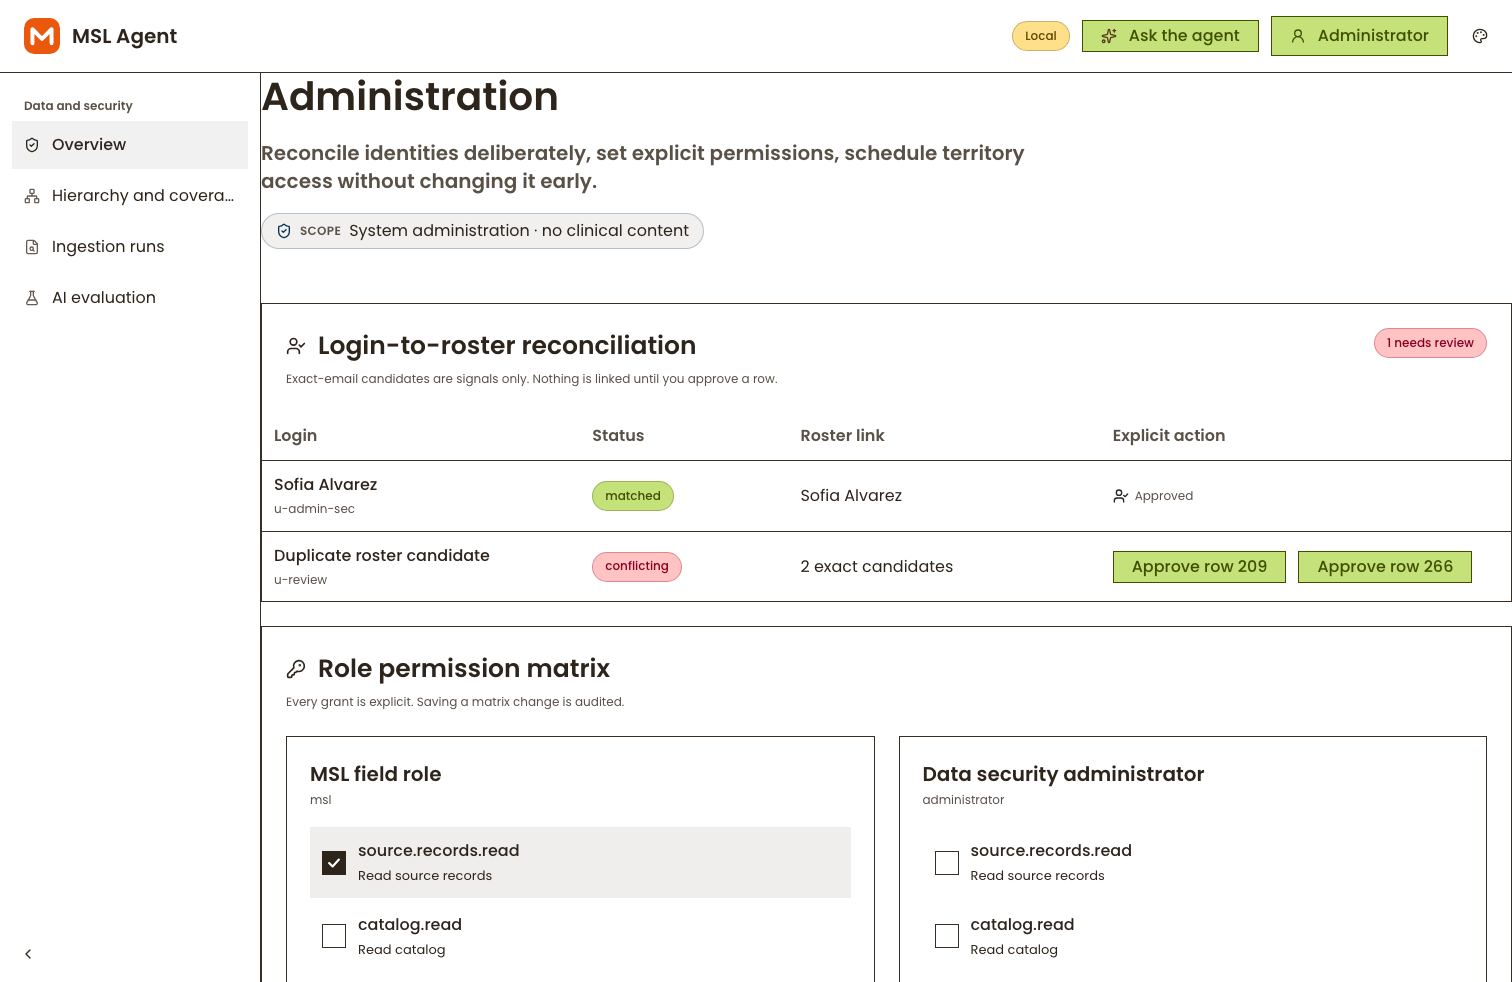 MSL Agent
Local
Ask the agent
Administrator
Data and security
Overview
Hierarchy and covera...
Ingestion runs
AI evaluation
Administration
Reconcile identities deliberately, set explicit permissions, schedule territory
access without changing it early.
SCOPE System administration · no clinical content
Login-to-roster reconciliation
1 needs review
Exact-email candidates are signals only. Nothing is linked until you approve a row.
Login Status Roster link Explicit action
Sofia Alvarez
u-admin-sec
matched
Sofia Alvarez
Approved
Duplicate roster candidate
u-review
conflicting
2 exact candidates
Approve row 209
Approve row 266
Role permission matrix
Every grant is explicit. Saving a matrix change is audited.
MSL field role
msl
source.records.read
Read source records
catalog.read
Read catalog
Data security administrator
administrator
source.records.read
Read source records
catalog.read
Read catalog